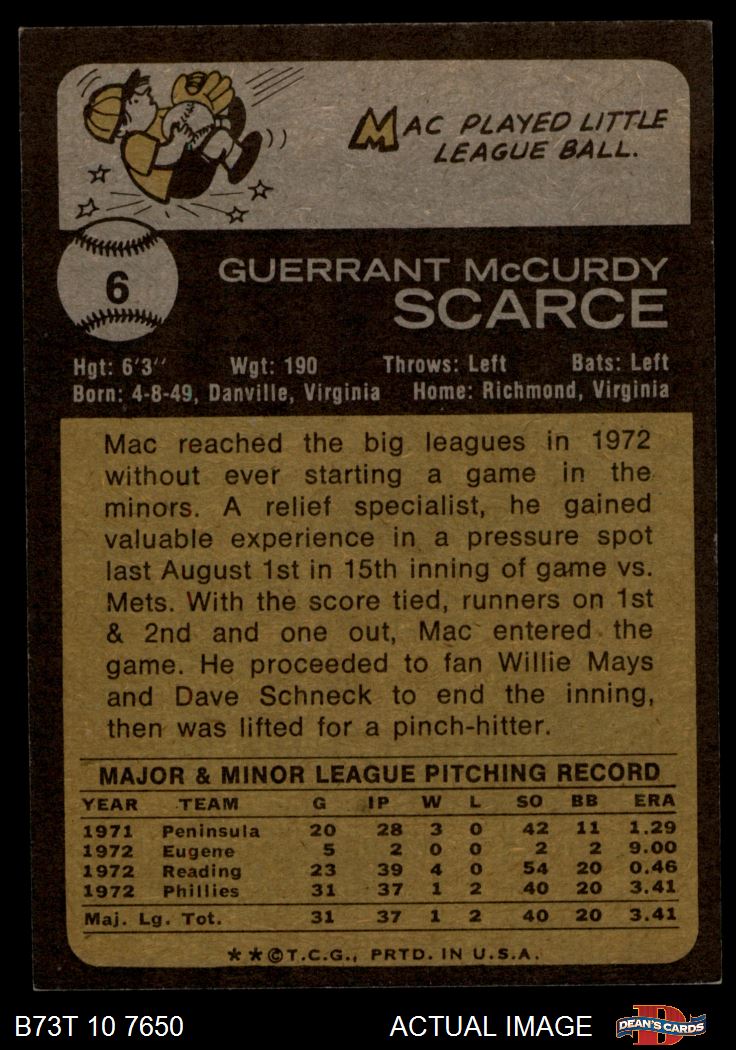 MAC PLAYED LITTLE
LEAGUE BALL.
6
GUERRANT McCURDY
SCARCE
Hgt: 6'3'' Wgt: 190 Throws: Left Bats: Left
Born: 4-8-49, Danville, Virginia Home: Richmond, Virginia
Mac reached the big leagues in 1972
without ever starting a game in the
minors. A relief specialist, he gained
valuable experience in a pressure spot
last August 1st in 15th inning of game vs.
Mets. With the score tied, runners on 1st
& 2nd and one out, Mac entered the
game. He proceeded to fan Willie Mays
and Dave Schneck to end the inning,
then was lifted for a pinch-hitter.
MAJOR & MINOR LEAGUE PITCHING RECORD
YEAR TEAM G IP W L SO BB ERA
1971 Peninsula 20 28 3 0 42 11 1.29
1972 Eugene 5 2 0 0 2 2 9.00
1972 Reading 23 39 4 0 54 20 0.46
1972 Phillies 31 37 1 2 40 20 3.41
Maj. Lg. Tot. 31 37 1 2 40 20 3.41
★★©T.C.G., PRTD. IN U.S.A.
B73T 10 7650 ACTUAL IMAGE D DEAN'S CARDS